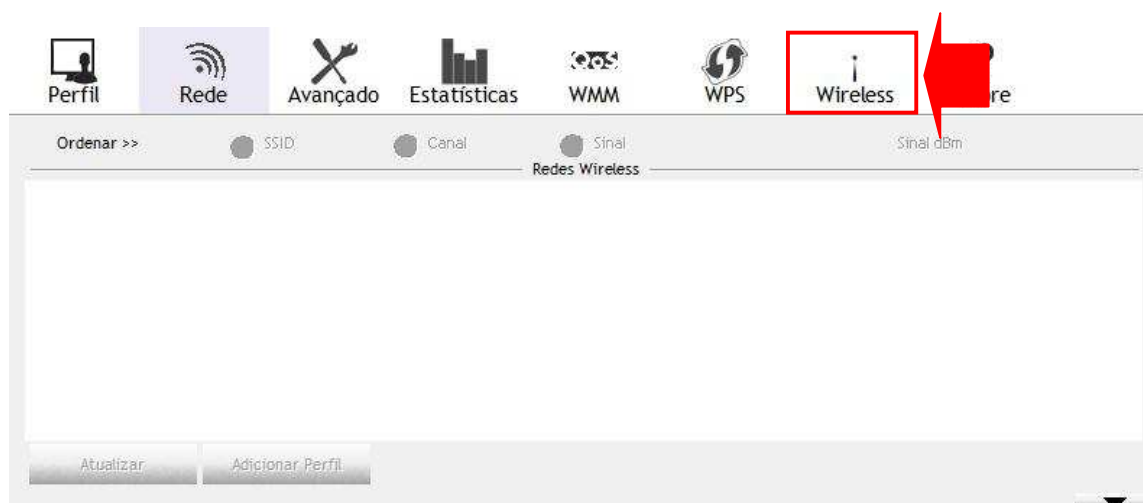 Perfil Rede Avançado Estatísticas QoS WMM WPS Wireless
Ordenar >> SSID Canal Sinal Sinal dBm
Redes Wireless
Atualizar Adicionar Perfil